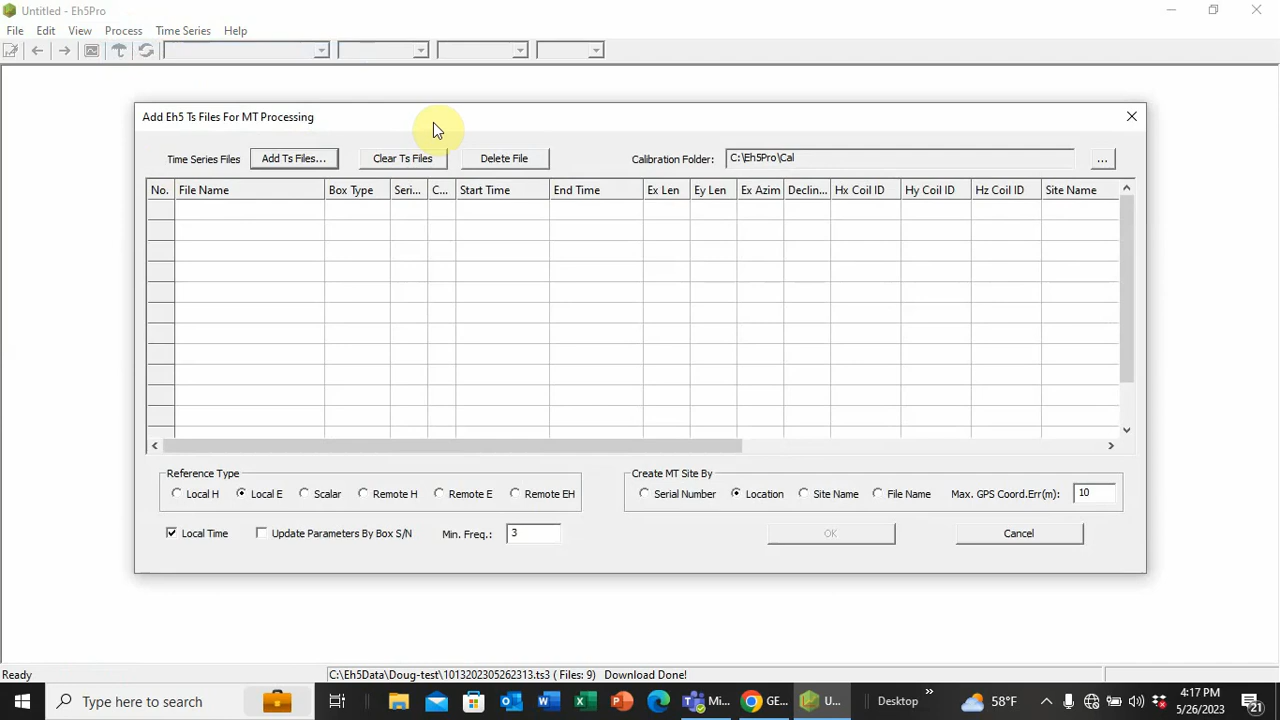 Untitled - Eh5Pro
File Edit View Process Time Series Help
Add Eh5 Ts Files For MT Processing
Time Series Files Add Ts Files... Clear Ts Files Delete File Calibration Folder: C:\Eh5Pro\Cal ...
No. File Name Box Type Seri... C... Start Time End Time Ex Len Ey Len Ex Azim Declin... Hx Coil ID Hy Coil ID Hz Coil ID Site Name
Reference Type Create MT Site By
Local H Local E Scalar Remote H Remote E Remote EH Serial Number Location Site Name File Name Max. GPS Coord.Err(m): 10
Local Time Update Parameters By Box S/N Min. Freq.: 3 OK Cancel
Ready C:\Eh5Data\Doug-test\1013202305262313.ts3 ( Files: 9) Download Done!
Type here to search Mi... GE... U... Desktop 58°F 4:17 PM
5/26/2023 21